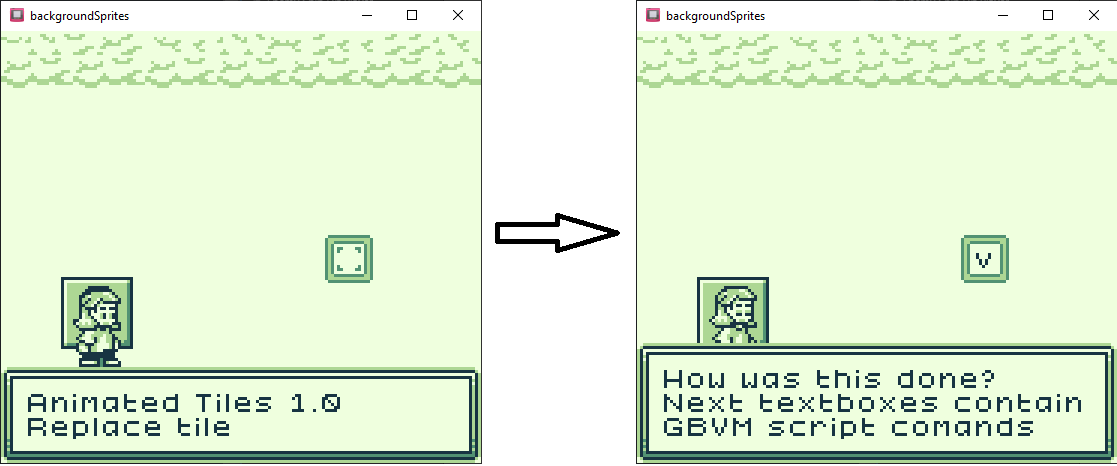 backgroundSprites
Animated Tiles 1.0
Replace tile
backgroundSprites
V
How was this done?
Next textboxes contain
GBVM script comands